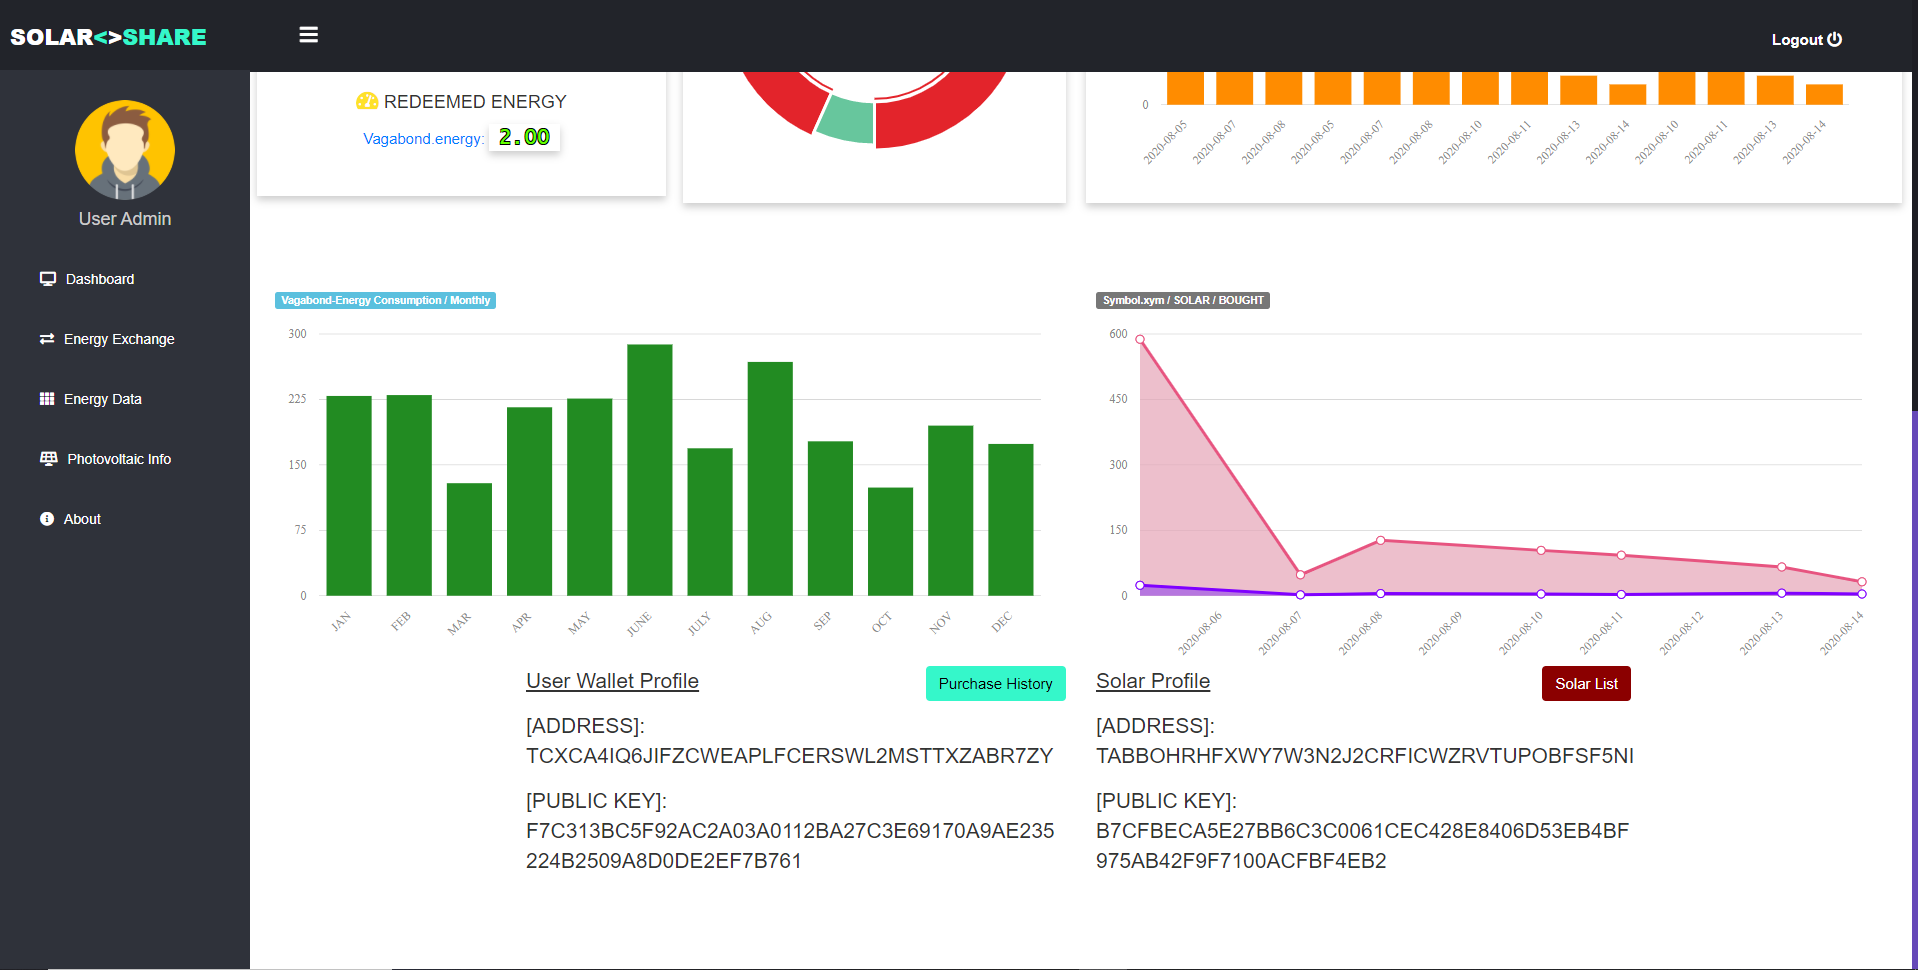 SOLAR<>SHARE
Logout
User Admin
Dashboard
Energy Exchange
Energy Data
Photovoltaic Info
About
REDEEMED ENERGY
Vagabond.energy: 2.00
0
2020-08-05 2020-08-07 2020-08-08 2020-08-05 2020-08-07 2020-08-08 2020-08-10 2020-08-11 2020-08-13 2020-08-14 2020-08-10 2020-08-11 2020-08-13 2020-08-14
Vagabond-Energy Consumption / Monthly
300
225
150
75
0
JAN FEB MAR APR MAY JUNE JULY AUG SEP OCT NOV DEC
Symbol.xym / SOLAR / BOUGHT
600
450
300
150
0
2020-08-06 2020-08-07 2020-08-08 2020-08-09 2020-08-10 2020-08-11 2020-08-12 2020-08-13 2020-08-14
User Wallet Profile
Purchase History
[ADDRESS]:
TCXCA4IQ6JIFZCWEAPLFCERSWL2MSTTXZABR7ZY
[PUBLIC KEY]:
F7C313BC5F92AC2A03A0112BA27C3E69170A9AE235
224B2509A8D0DE2EF7B761
Solar Profile
Solar List
[ADDRESS]:
TABBOHRHFXWY7W3N2J2CRFICWZRVTUPOBFSF5NI
[PUBLIC KEY]:
B7CFBECA5E27BB6C3C0061CEC428E8406D53EB4BF
975AB42F9F7100ACFBF4EB2